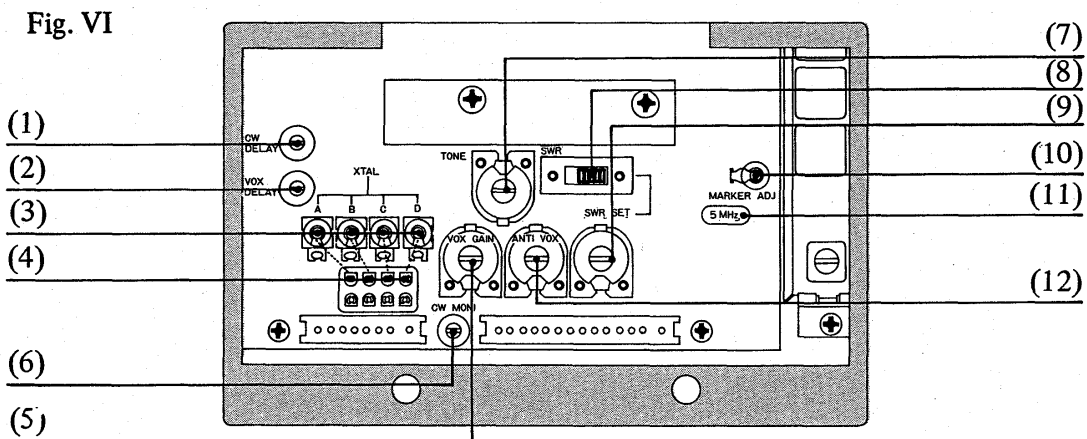 Fig. VI
(1)
(2)
(3)
(4)
(6)
(5)
CW
DELAY
VOX
DELAY
XTAL
A B C D
TONE
SWR
SWR SET
VOX GAIN
ANTI VOX
CW MONI
MARKER ADJ
5 MHz
(7)
(8)
(9)
(10)
(11)
(12)